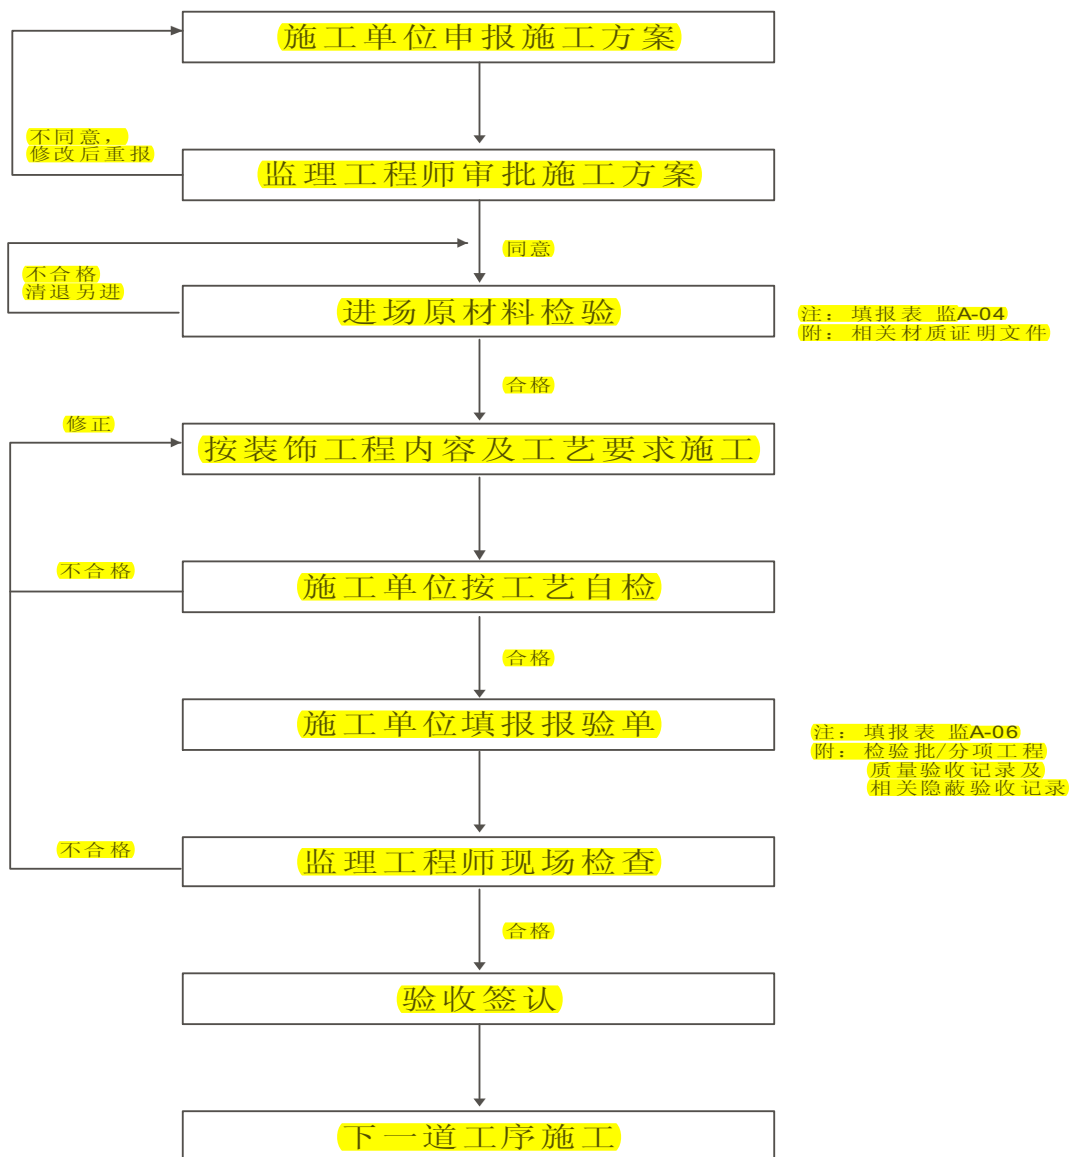 施工单位申报施工方案
不同意，
修改后重报
监理工程师审批施工方案
同意
不合格
清退另进
进场原材料检验
注：填报表 监A-04
附：相关材质证明文件
合格
修正
按装饰工程内容及工艺要求施工
不合格
施工单位按工艺自检
合格
施工单位填报报验单
注：填报表 监A-06
附：检验批/分项工程
质量验收记录及
相关隐蔽验收记录
不合格
监理工程师现场检查
合格
验收签认
下一道工序施工